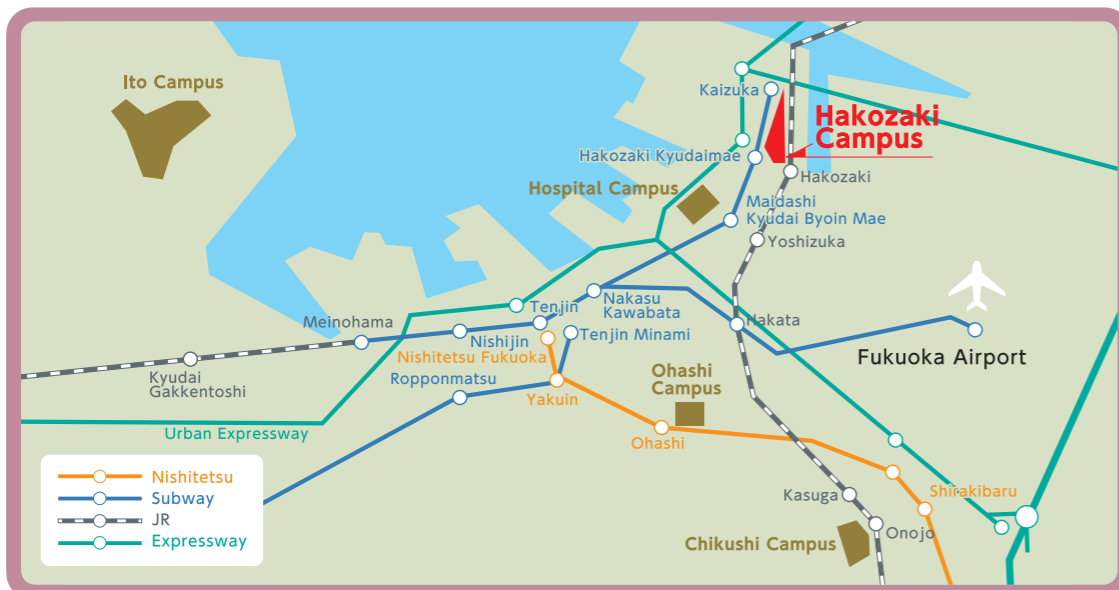 Ito Campus
Kaizuka
Hakozaki
Campus
Hakozaki Kyudaimae
Hakozaki
Hospital Campus
Maidashi
Kyudai Byoin Mae
Yoshizuka
Nakasu
Kawabata
Tenjin
Meinohama
Nishijin
Tenjin Minami
Hakata
Nishitetsu Fukuoka
Fukuoka Airport
Kyudai
Gakkentoshi
Ropponmatsu
Yakuin
Ohashi
Campus
Urban Expressway
Ohashi
Nishitetsu
Subway
JR
Expressway
Shirakibaru
Kasuga
Onojo
Chikushi Campus